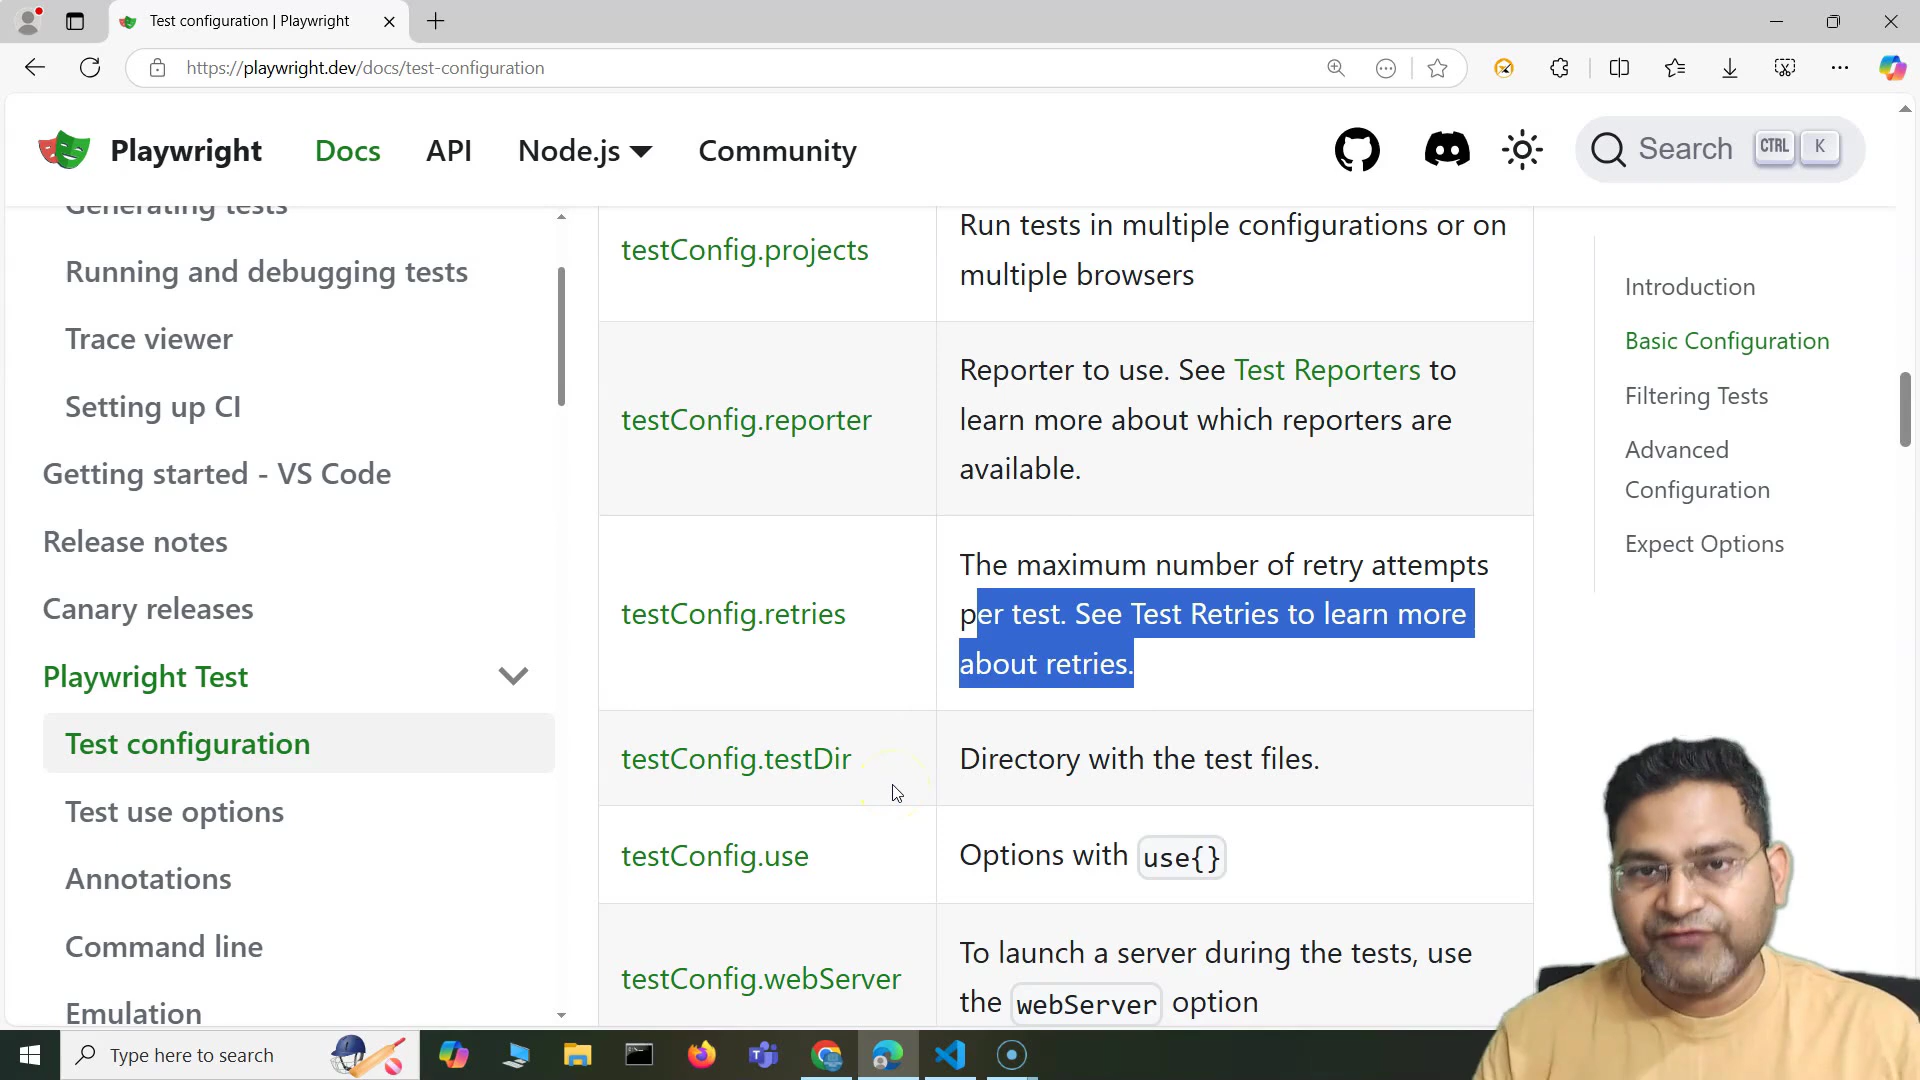 Test configuration | Playwright
https://playwright.dev/docs/test-configuration
Playwright
Docs
API
Node.js
Community
Search
CTRL
K
Generating tests
Running and debugging tests
Trace viewer
Setting up CI
Getting started - VS Code
Release notes
Canary releases
Playwright Test
Test configuration
Test use options
Annotations
Command line
Emulation
testConfig.projects
Run tests in multiple configurations or on
multiple browsers
testConfig.reporter
Reporter to use. See Test Reporters to
learn more about which reporters are
available.
testConfig.retries
The maximum number of retry attempts
per test. See Test Retries to learn more
about retries.
testConfig.testDir
Directory with the test files.
testConfig.use
Options with use{}
testConfig.webServer
To launch a server during the tests, use
the webServer option
Introduction
Basic Configuration
Filtering Tests
Advanced
Configuration
Expect Options
Type here to search